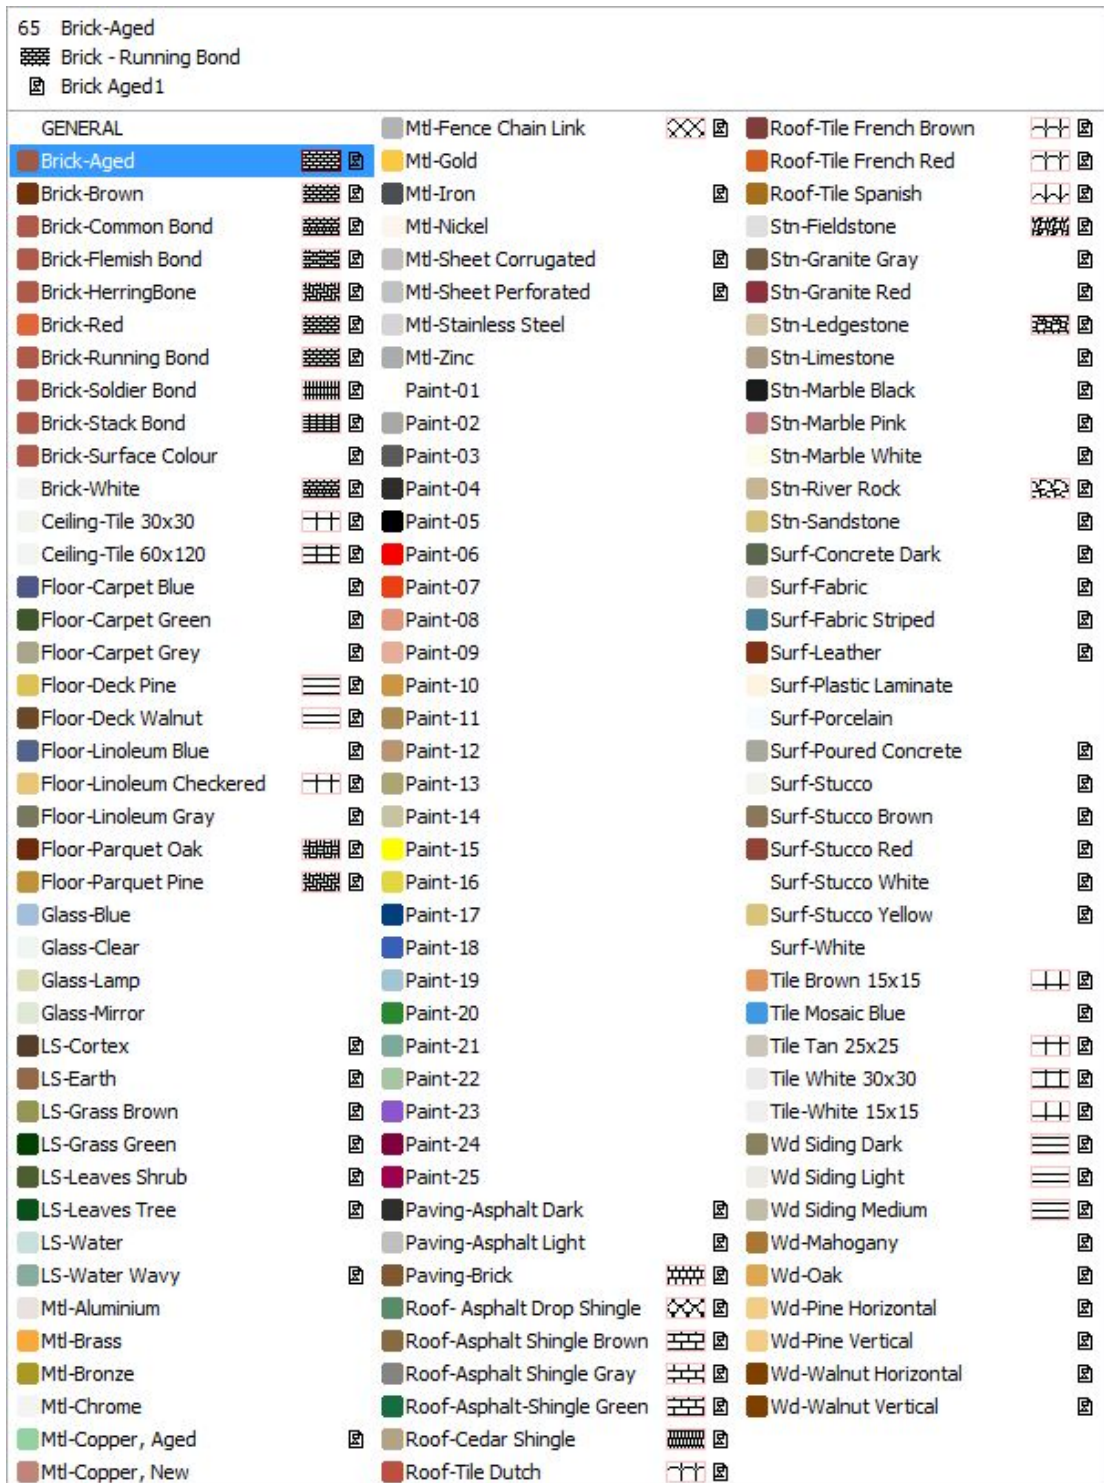 65 Brick-Aged
Brick - Running Bond
Brick Aged1
GENERAL
Brick-Aged
Brick-Brown
Brick-Common Bond
Brick-Flemish Bond
Brick-HerringBone
Brick-Red
Brick-Running Bond
Brick-Soldier Bond
Brick-Stack Bond
Brick-Surface Colour
Brick-White
Ceiling-Tile 30x30
Ceiling-Tile 60x120
Floor-Carpet Blue
Floor-Carpet Green
Floor-Carpet Grey
Floor-Deck Pine
Floor-Deck Walnut
Floor-Linoleum Blue
Floor-Linoleum Checkered
Floor-Linoleum Gray
Floor-Parquet Oak
Floor-Parquet Pine
Glass-Blue
Glass-Clear
Glass-Lamp
Glass-Mirror
LS-Cortex
LS-Earth
LS-Grass Brown
LS-Grass Green
LS-Leaves Shrub
LS-Leaves Tree
LS-Water
LS-Water Wavy
Mtl-Aluminium
Mtl-Brass
Mtl-Bronze
Mtl-Chrome
Mtl-Copper, Aged
Mtl-Copper, New
Mtl-Fence Chain Link
Mtl-Gold
Mtl-Iron
Mtl-Nickel
Mtl-Sheet Corrugated
Mtl-Sheet Perforated
Mtl-Stainless Steel
Mtl-Zinc
Paint-01
Paint-02
Paint-03
Paint-04
Paint-05
Paint-06
Paint-07
Paint-08
Paint-09
Paint-10
Paint-11
Paint-12
Paint-13
Paint-14
Paint-15
Paint-16
Paint-17
Paint-18
Paint-19
Paint-20
Paint-21
Paint-22
Paint-23
Paint-24
Paint-25
Paving-Asphalt Dark
Paving-Asphalt Light
Paving-Brick
Roof- Asphalt Drop Shingle
Roof-Asphalt Shingle Brown
Roof-Asphalt Shingle Gray
Roof-Asphalt-Shingle Green
Roof-Cedar Shingle
Roof-Tile Dutch
Roof-Tile French Brown
Roof-Tile French Red
Roof-Tile Spanish
Stn-Fieldstone
Stn-Granite Gray
Stn-Granite Red
Stn-Ledgestone
Stn-Limestone
Stn-Marble Black
Stn-Marble Pink
Stn-Marble White
Stn-River Rock
Stn-Sandstone
Surf-Concrete Dark
Surf-Fabric
Surf-Fabric Striped
Surf-Leather
Surf-Plastic Laminate
Surf-Porcelain
Surf-Poured Concrete
Surf-Stucco
Surf-Stucco Brown
Surf-Stucco Red
Surf-Stucco White
Surf-Stucco Yellow
Surf-White
Tile Brown 15x15
Tile Mosaic Blue
Tile Tan 25x25
Tile White 30x30
Tile-White 15x15
Wd Siding Dark
Wd Siding Light
Wd Siding Medium
Wd-Mahogany
Wd-Oak
Wd-Pine Horizontal
Wd-Pine Vertical
Wd-Walnut Horizontal
Wd-Walnut Vertical